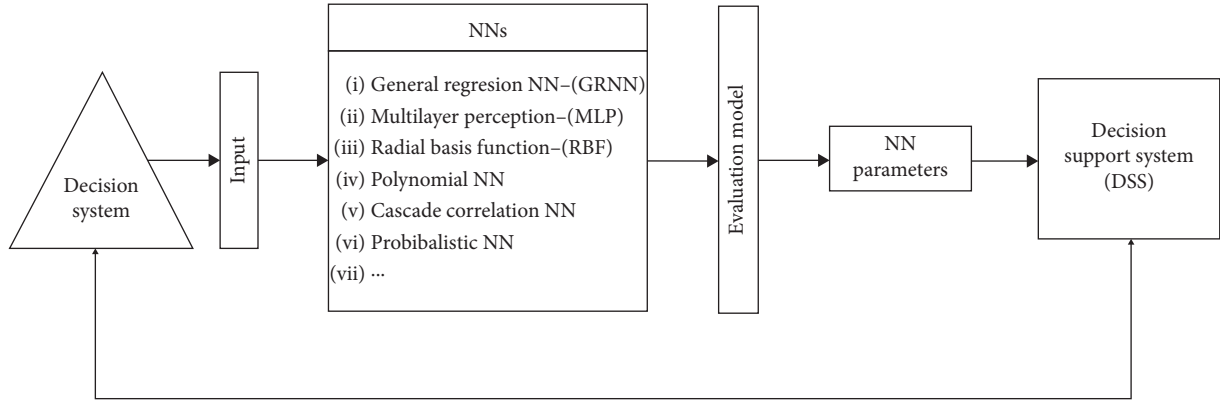 Decision
system
Input
NNs
(i) General regresion NN–(GRNN)
(ii) Multilayer perception–(MLP)
(iii) Radial basis function–(RBF)
(iv) Polynomial NN
(v) Cascade correlation NN
(vi) Probibalistic NN
(vii) ...
Evaluation model
NN
parameters
Decision
support system
(DSS)